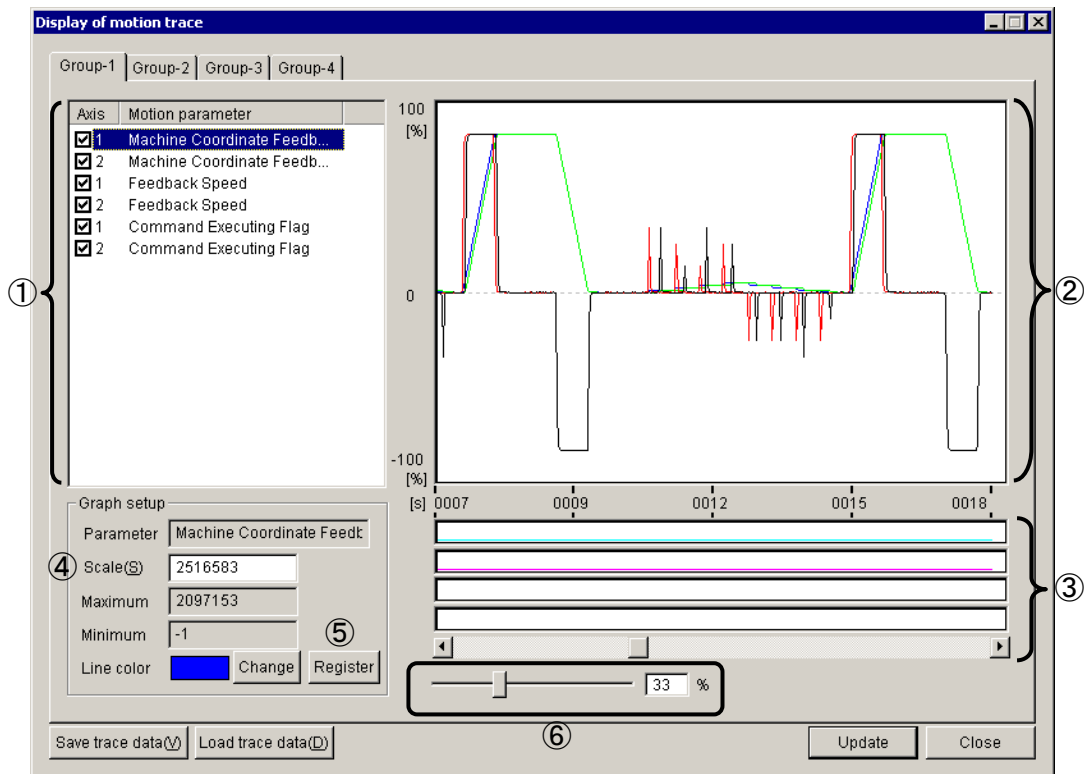 Display of motion trace
Group-1 Group-2 Group-3 Group-4
Axis Motion parameter
1 Machine Coordinate Feedb...
2 Machine Coordinate Feedb...
1 Feedback Speed
2 Feedback Speed
1 Command Executing Flag
2 Command Executing Flag
①
100
[%]
0
-100
[%]
②
[s] 0007 0009 0012 0015 0018
Graph setup
Parameter Machine Coordinate Feedb
④ Scale(S) 2516583
Maximum 2097153
Minimum -1
⑤
Line color Change Register
③
33 %
⑥
Save trace data(V) Load trace data(D) Update Close